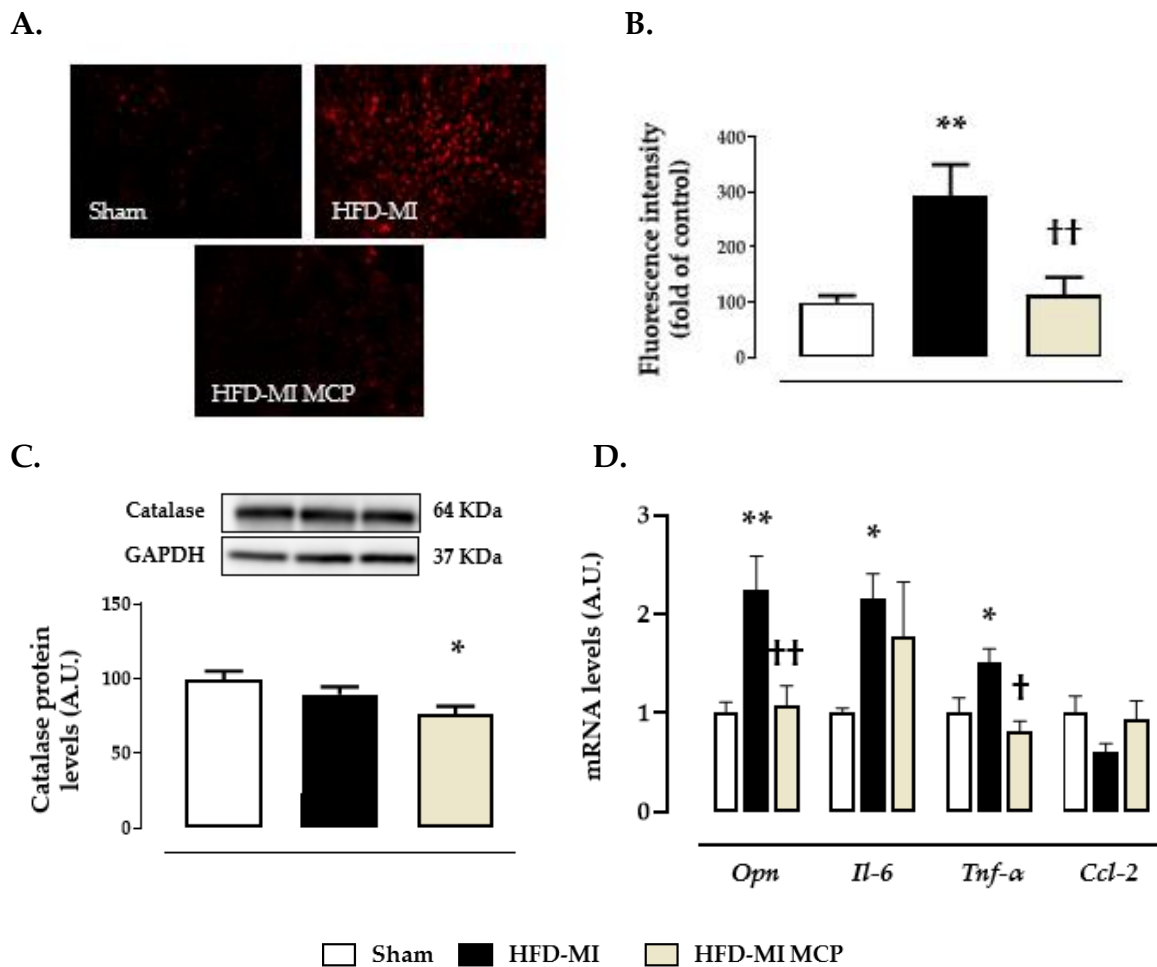 A.
B.
Sham
HFD-MI
HFD-MI MCP
Fluorescence intensity
(fold of control)
400
300
200
100
0
**
††
C.
D.
Catalase
64 KDa
GAPDH
37 KDa
Catalase protein
levels (A.U.)
150
100
50
0
*
mRNA levels (A.U.)
3
2
1
0
**
††
*
*
†
Opn
Il-6
Tnf-α
Ccl-2
Sham
HFD-MI
HFD-MI MCP